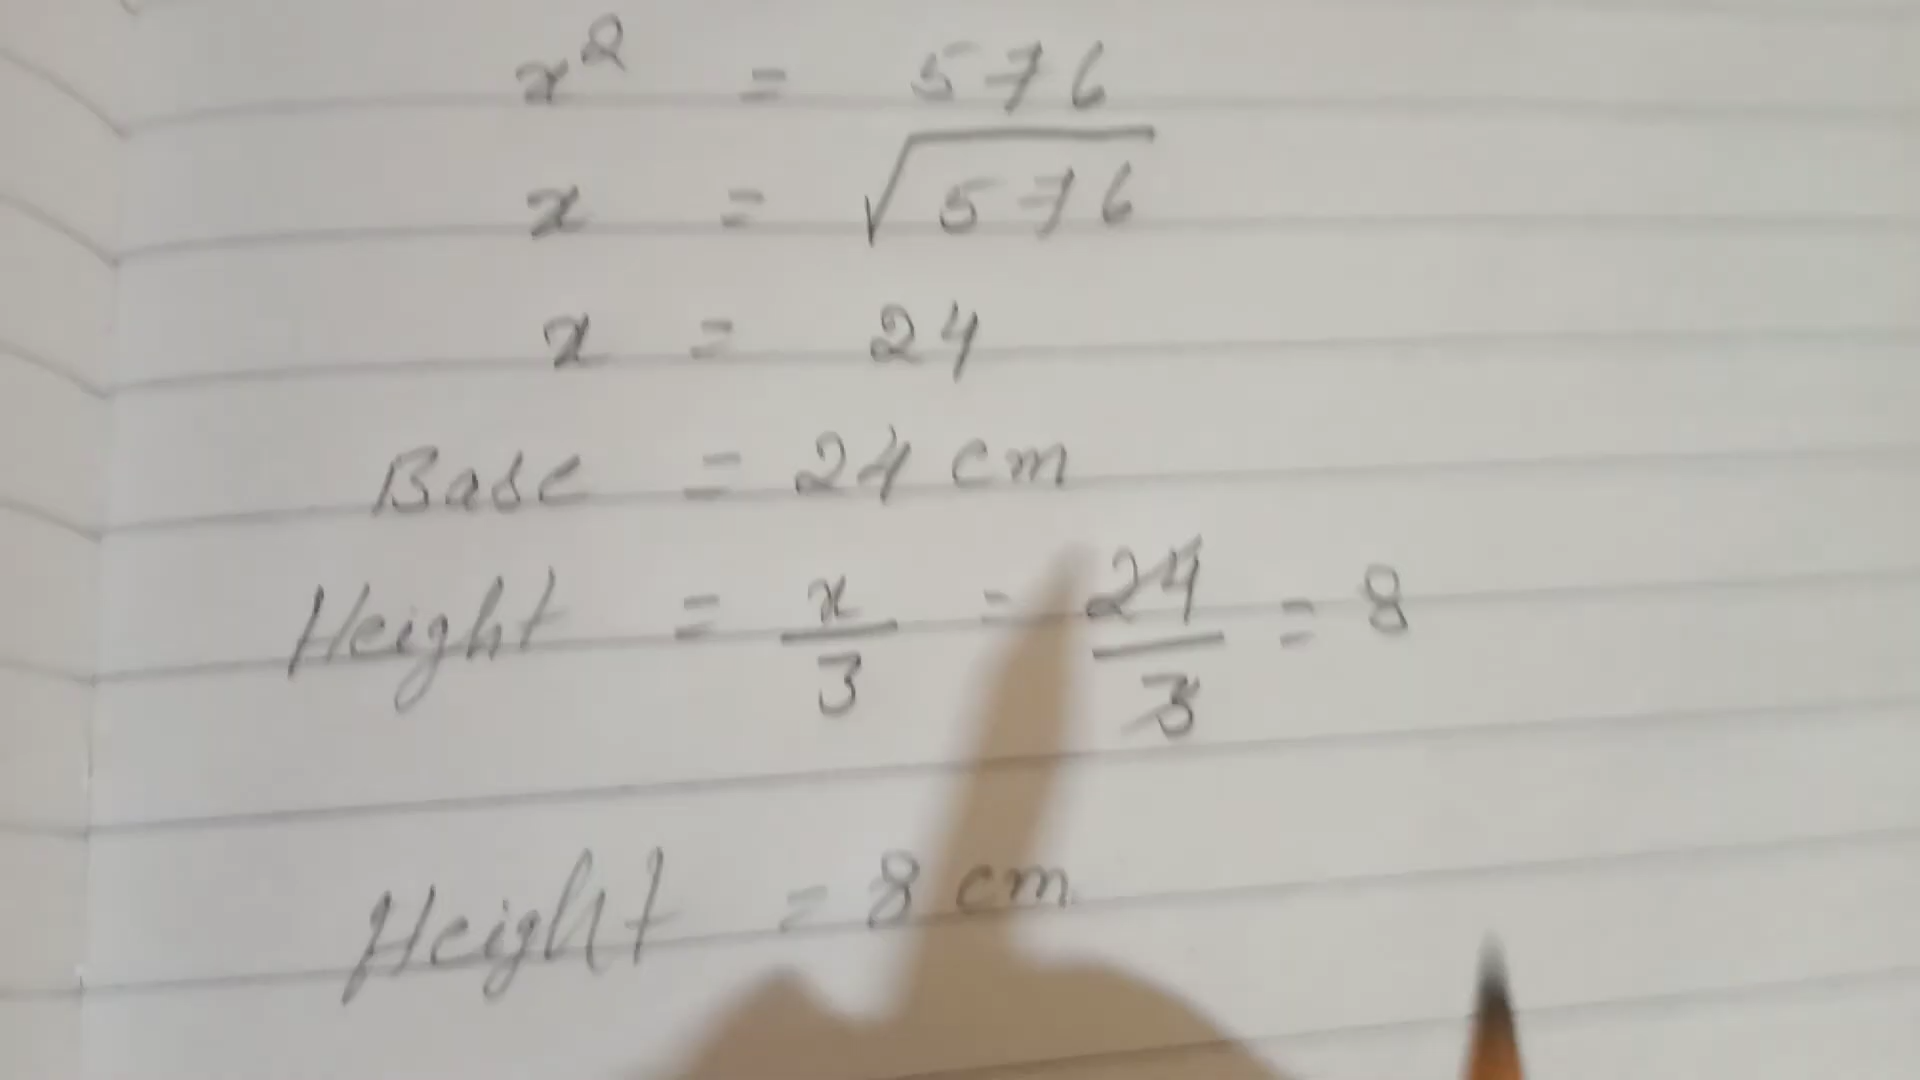 x² = 576
x = √576
x = 24
Base = 24 cm
Height = x/3 = 24/3 = 8
Height = 8 cm